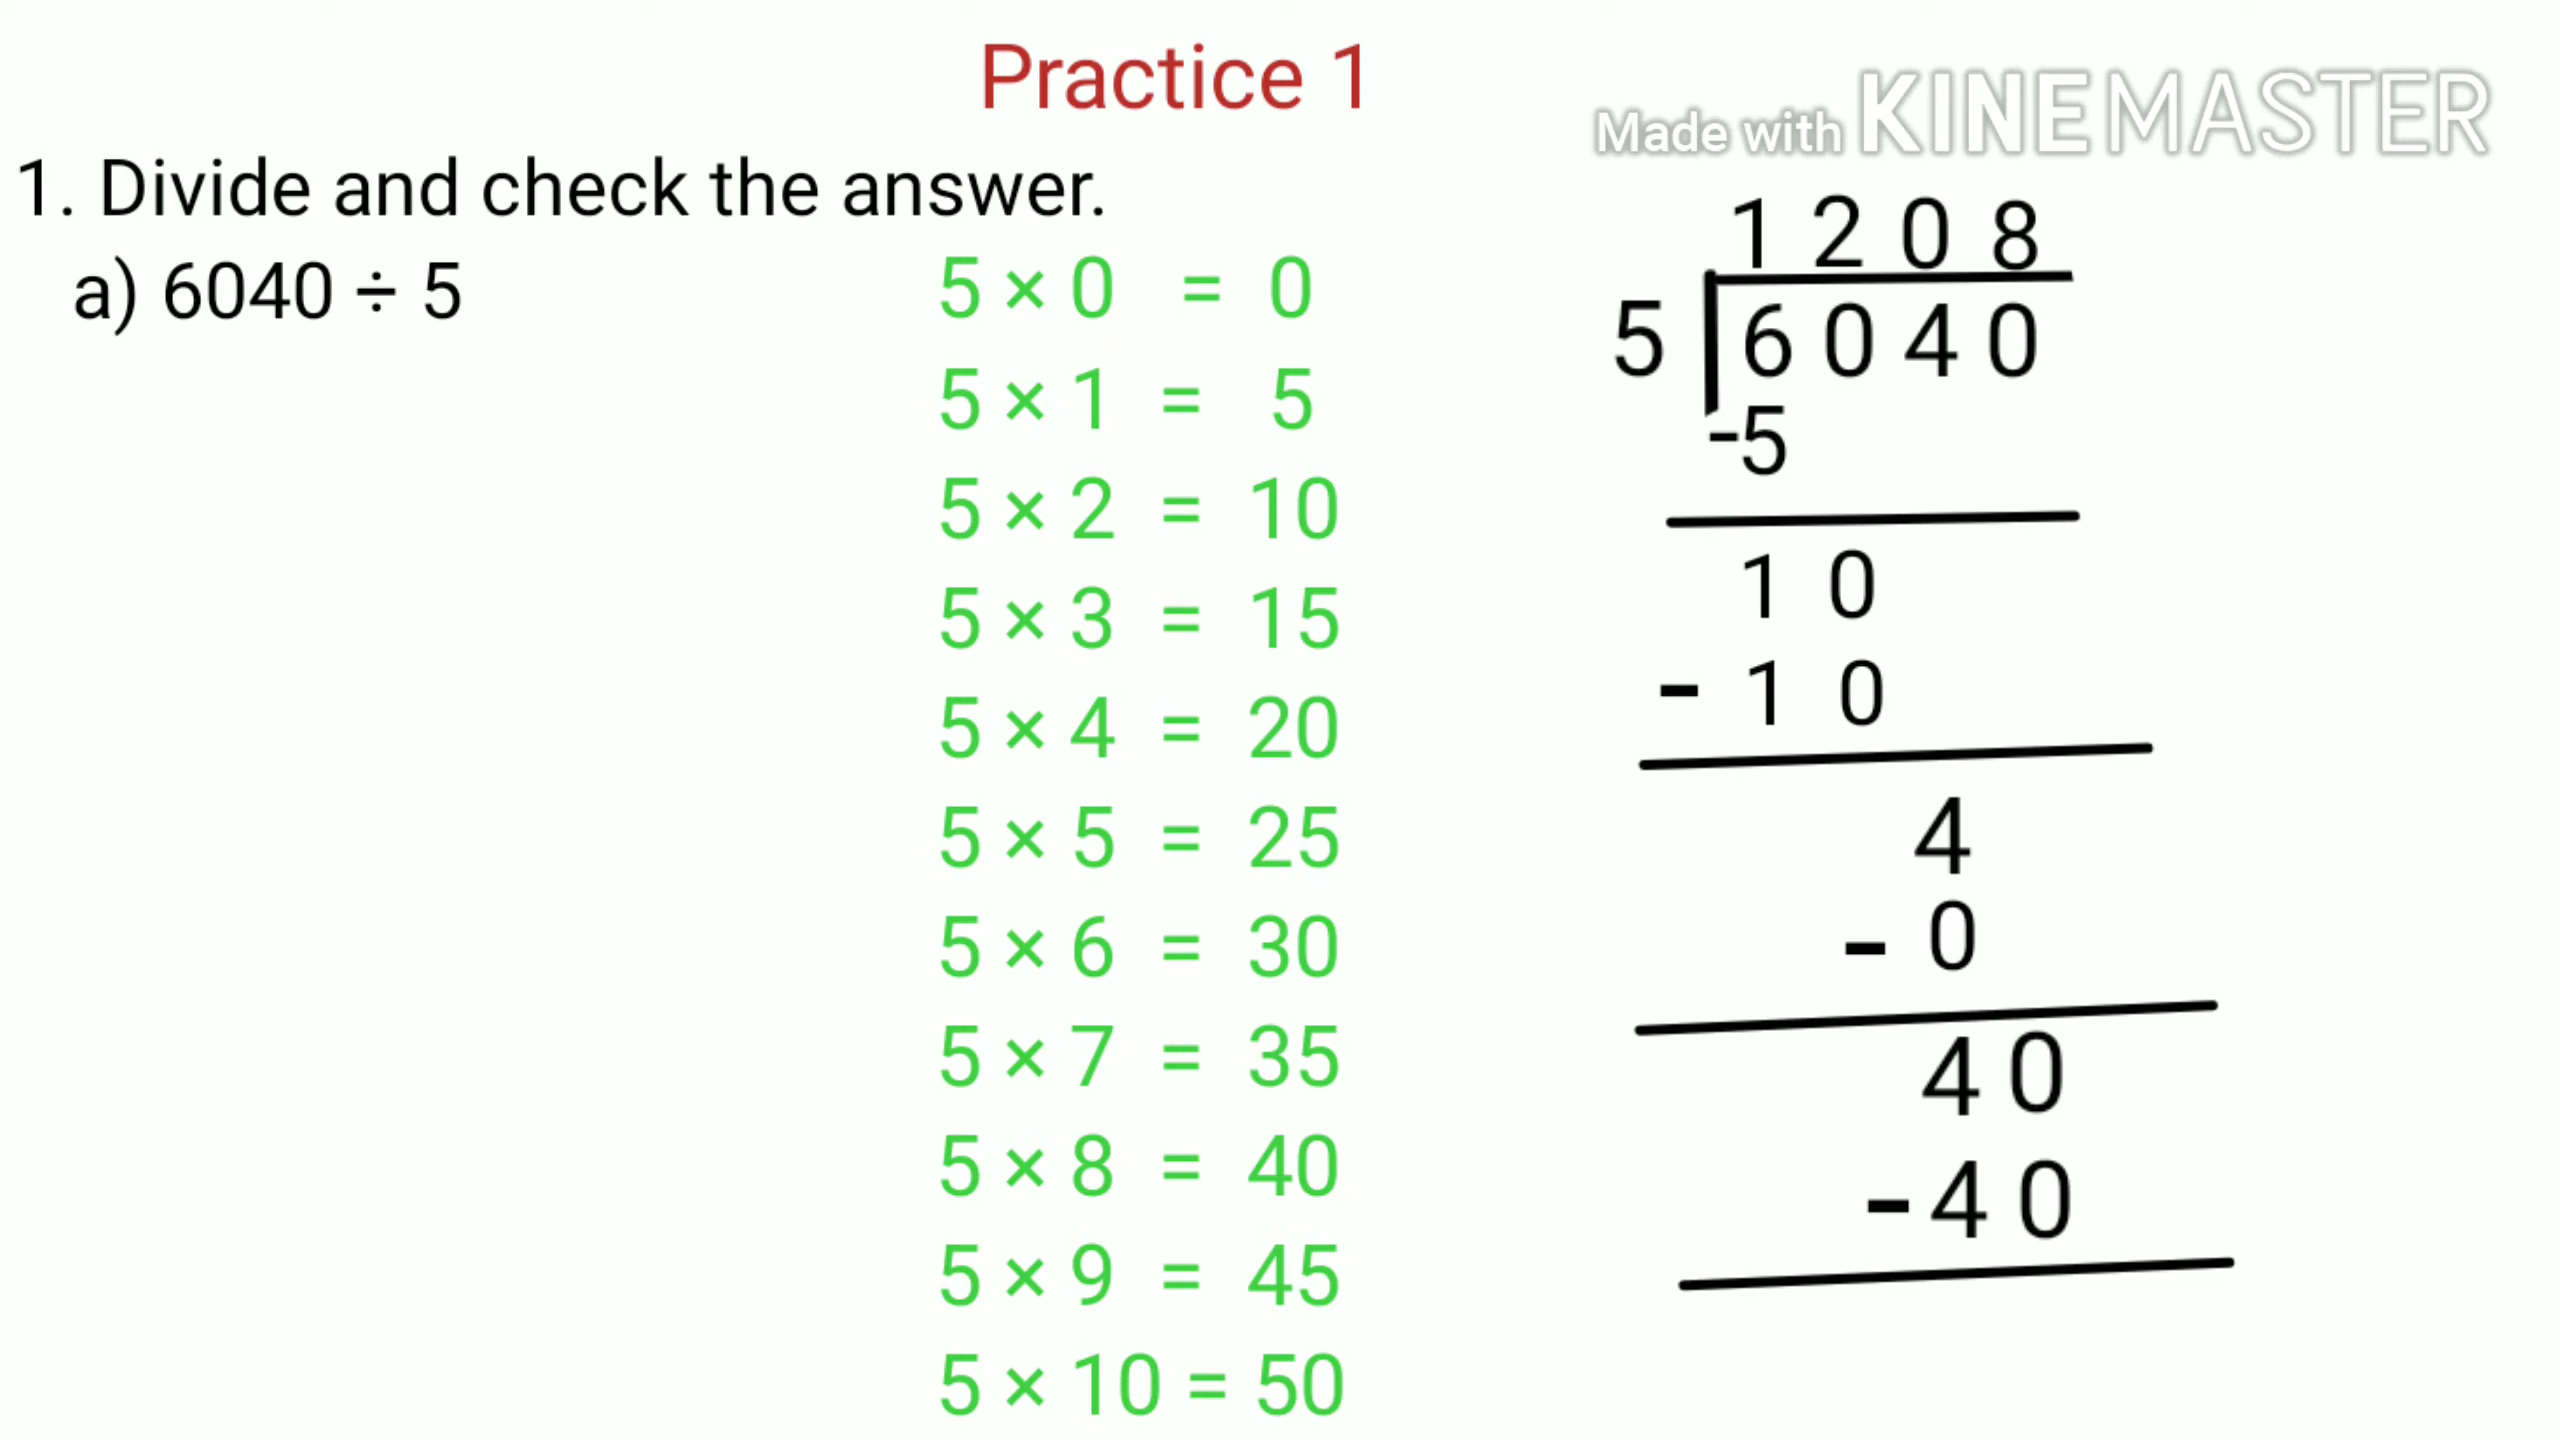 Practice 1
Made with KINEMASTER
1. Divide and check the answer.
a) 6040 ÷ 5
5 × 0 = 0
5 × 1 = 5
5 × 2 = 10
5 × 3 = 15
5 × 4 = 20
5 × 5 = 25
5 × 6 = 30
5 × 7 = 35
5 × 8 = 40
5 × 9 = 45
5 × 10 = 50
1 2 0 8
5 6 0 4 0
-5
1 0
- 1 0
4
- 0
4 0
- 4 0